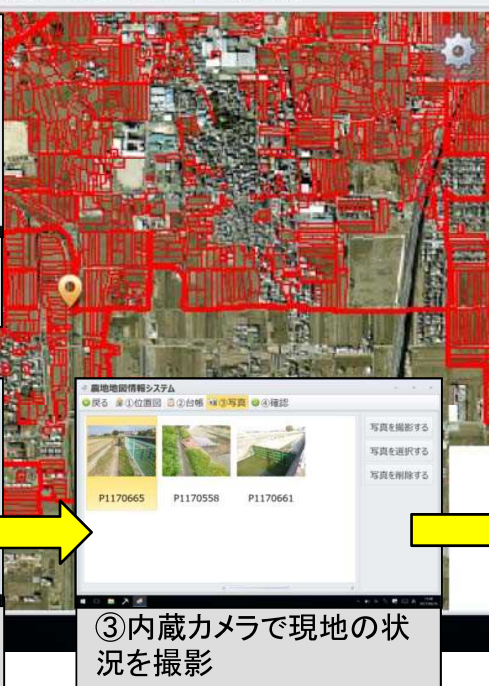 農地地図情報システム
戻る ①位置図 ②台帳 ③写真 ④確認
写真を撮影する
写真を選択する
写真を削除する
P1170665 P1170558 P1170661
③内蔵カメラで現地の状
況を撮影